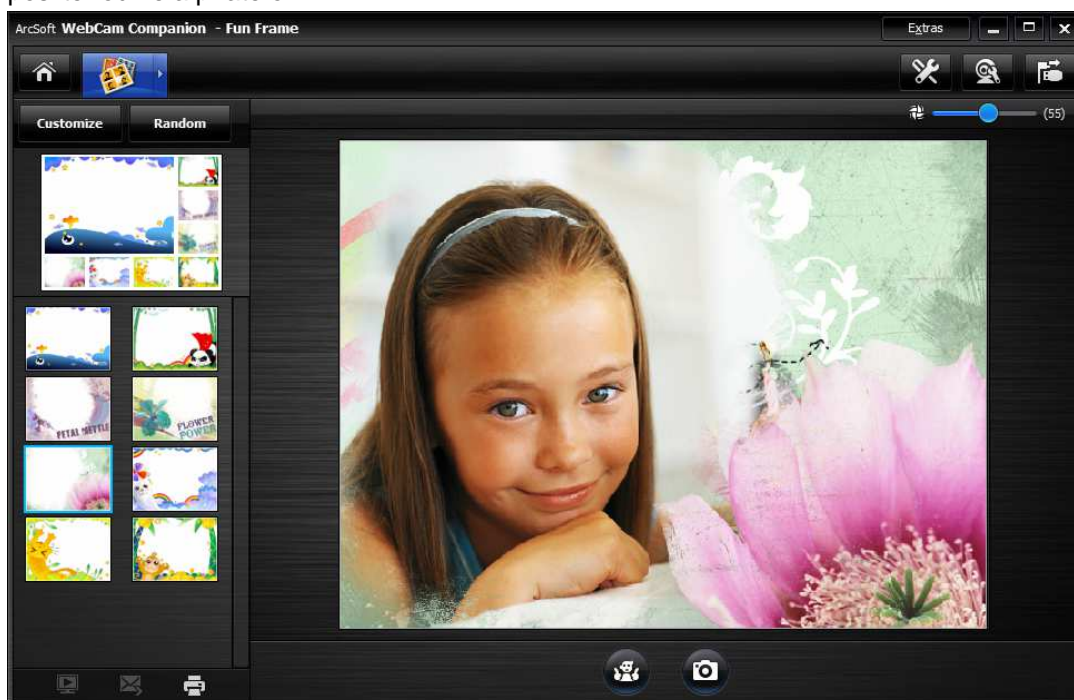 ArcSoft WebCam Companion - Fun Frame
Extras
Customize Random
(55)
PETAL METTLE
FLOWER
POWER